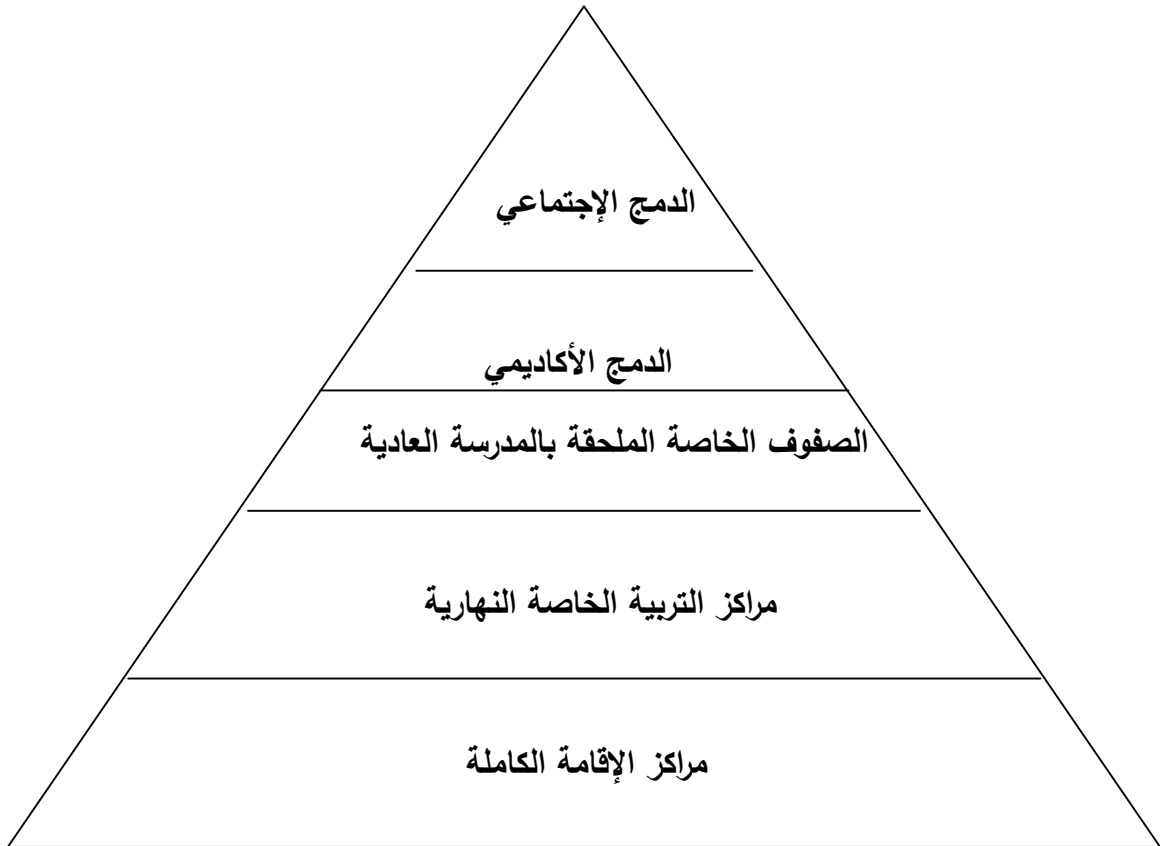 الدمج الإجتماعي
الدمج الأكاديمي
الصفوف الخاصة الملحقة بالمدرسة العادية
مراكز التربية الخاصة النهارية
مراكز الإقامة الكاملة